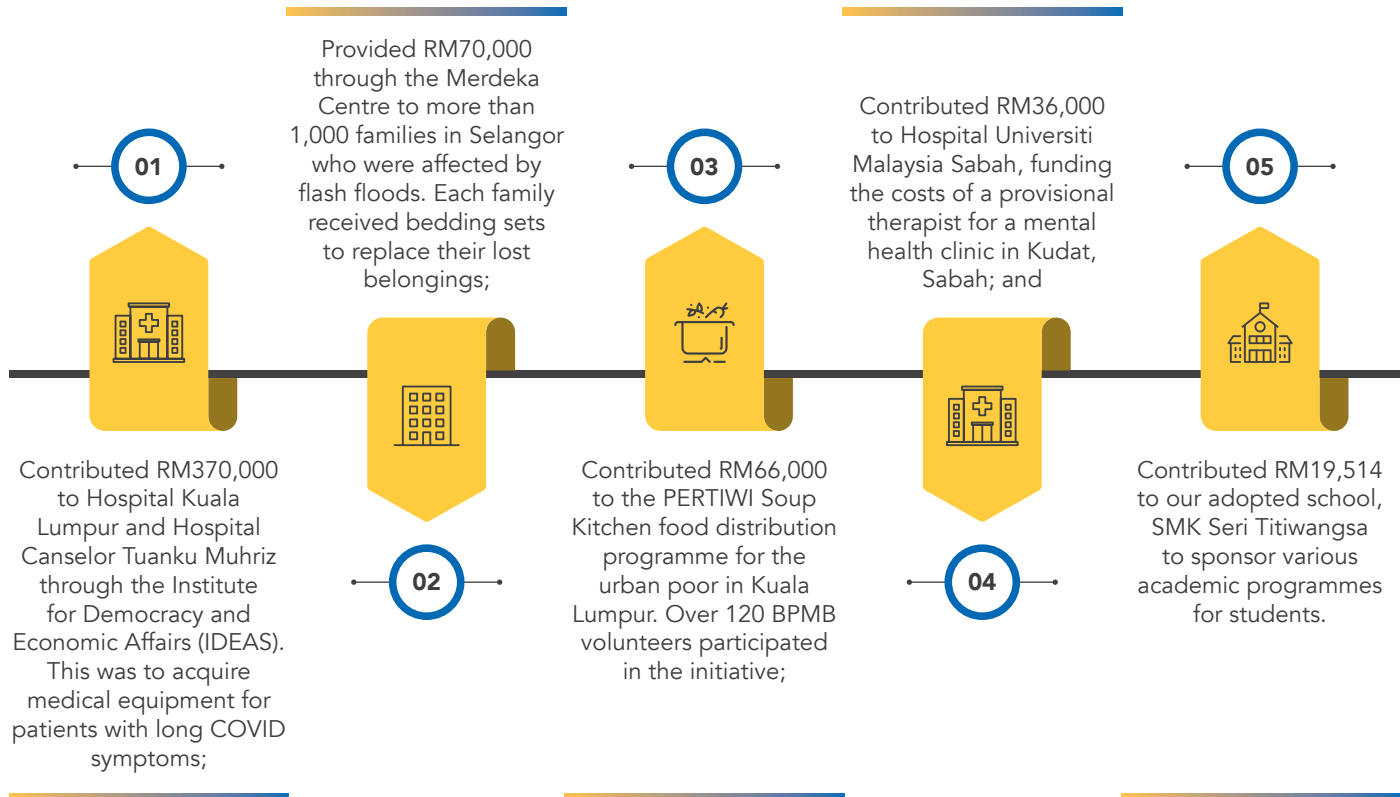 01
Contributed RM370,000
to Hospital Kuala
Lumpur and Hospital
Canselor Tuanku Muhriz
through the Institute
for Democracy and
Economic Affairs (IDEAS).
This was to acquire
medical equipment for
patients with long COVID
symptoms;
Provided RM70,000
through the Merdeka
Centre to more than
1,000 families in Selangor
who were affected by
flash floods. Each family
received bedding sets
to replace their lost
belongings;
02
03
Contributed RM66,000
to the PERTIWI Soup
Kitchen food distribution
programme for the
urban poor in Kuala
Lumpur. Over 120 BPMB
volunteers participated
in the initiative;
Contributed RM36,000
to Hospital Universiti
Malaysia Sabah, funding
the costs of a provisional
therapist for a mental
health clinic in Kudat,
Sabah; and
04
05
Contributed RM19,514
to our adopted school,
SMK Seri Titiwangsa
to sponsor various
academic programmes
for students.